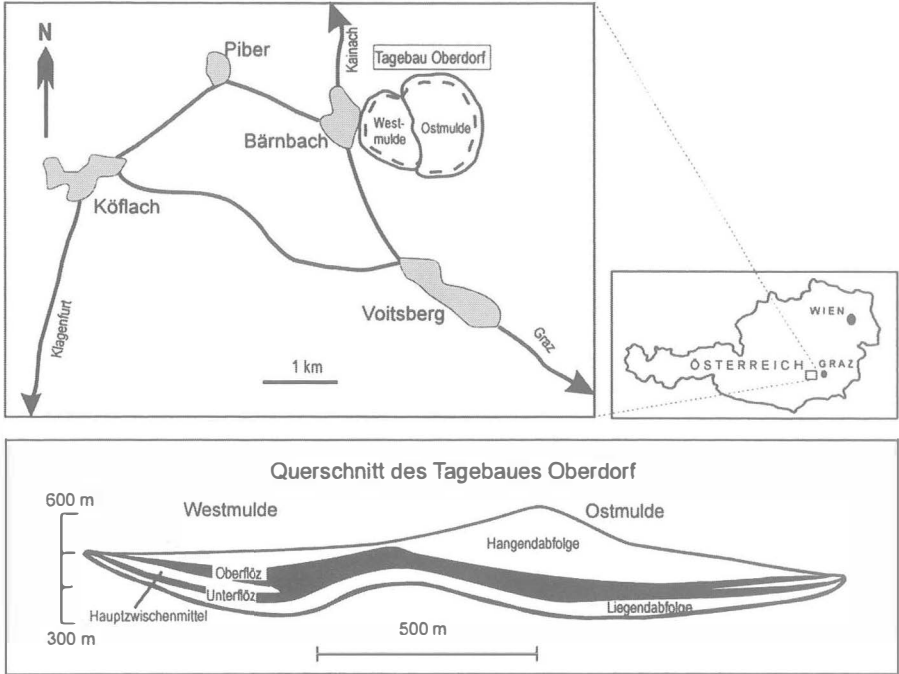 N
Piber
Kainach
Tagebau Oberdorf
West-
mulde
Ostmulde
Bärnbach
Köflach
Voitsberg
Klagenfurt
Graz
1 km
WIEN
ÖSTERREICH
GRAZ
Querschnitt des Tagebaues Oberdorf
600 m
Westmulde
Ostmulde
Hangendabfolge
Oberflöz
Unterflöz
Hauptzwischenmittel
Liegendabfolge
300 m
500 m